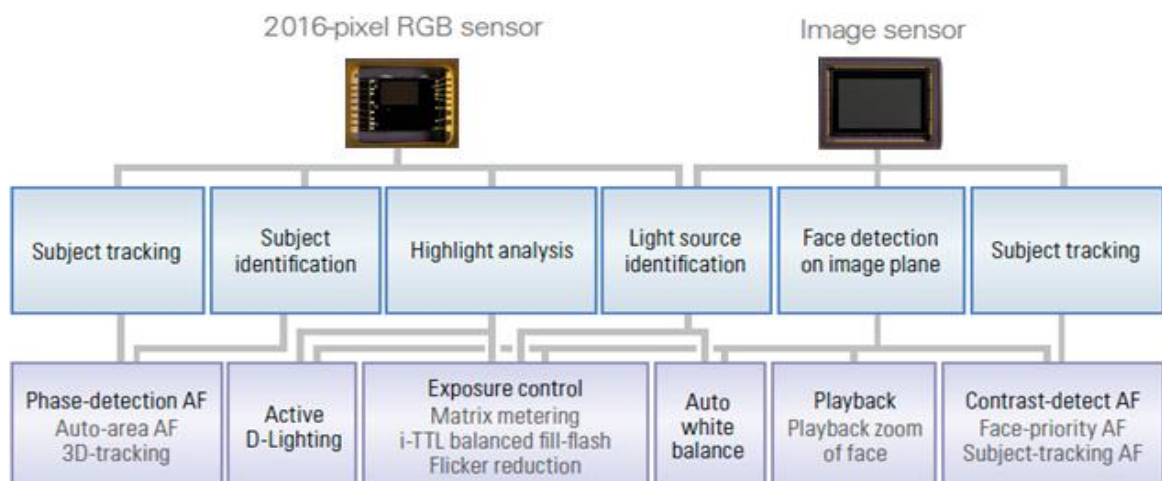 2016-pixel RGB sensor
Image sensor
Subject tracking
Subject
identification
Highlight analysis
Light source
identification
Face detection
on image plane
Subject tracking
Phase-detection AF
Auto-area AF
3D-tracking
Active
D-Lighting
Exposure control
Matrix metering
i-TTL balanced fill-flash
Flicker reduction
Auto
white
balance
Playback
Playback zoom
of face
Contrast-detect AF
Face-priority AF
Subject-tracking AF